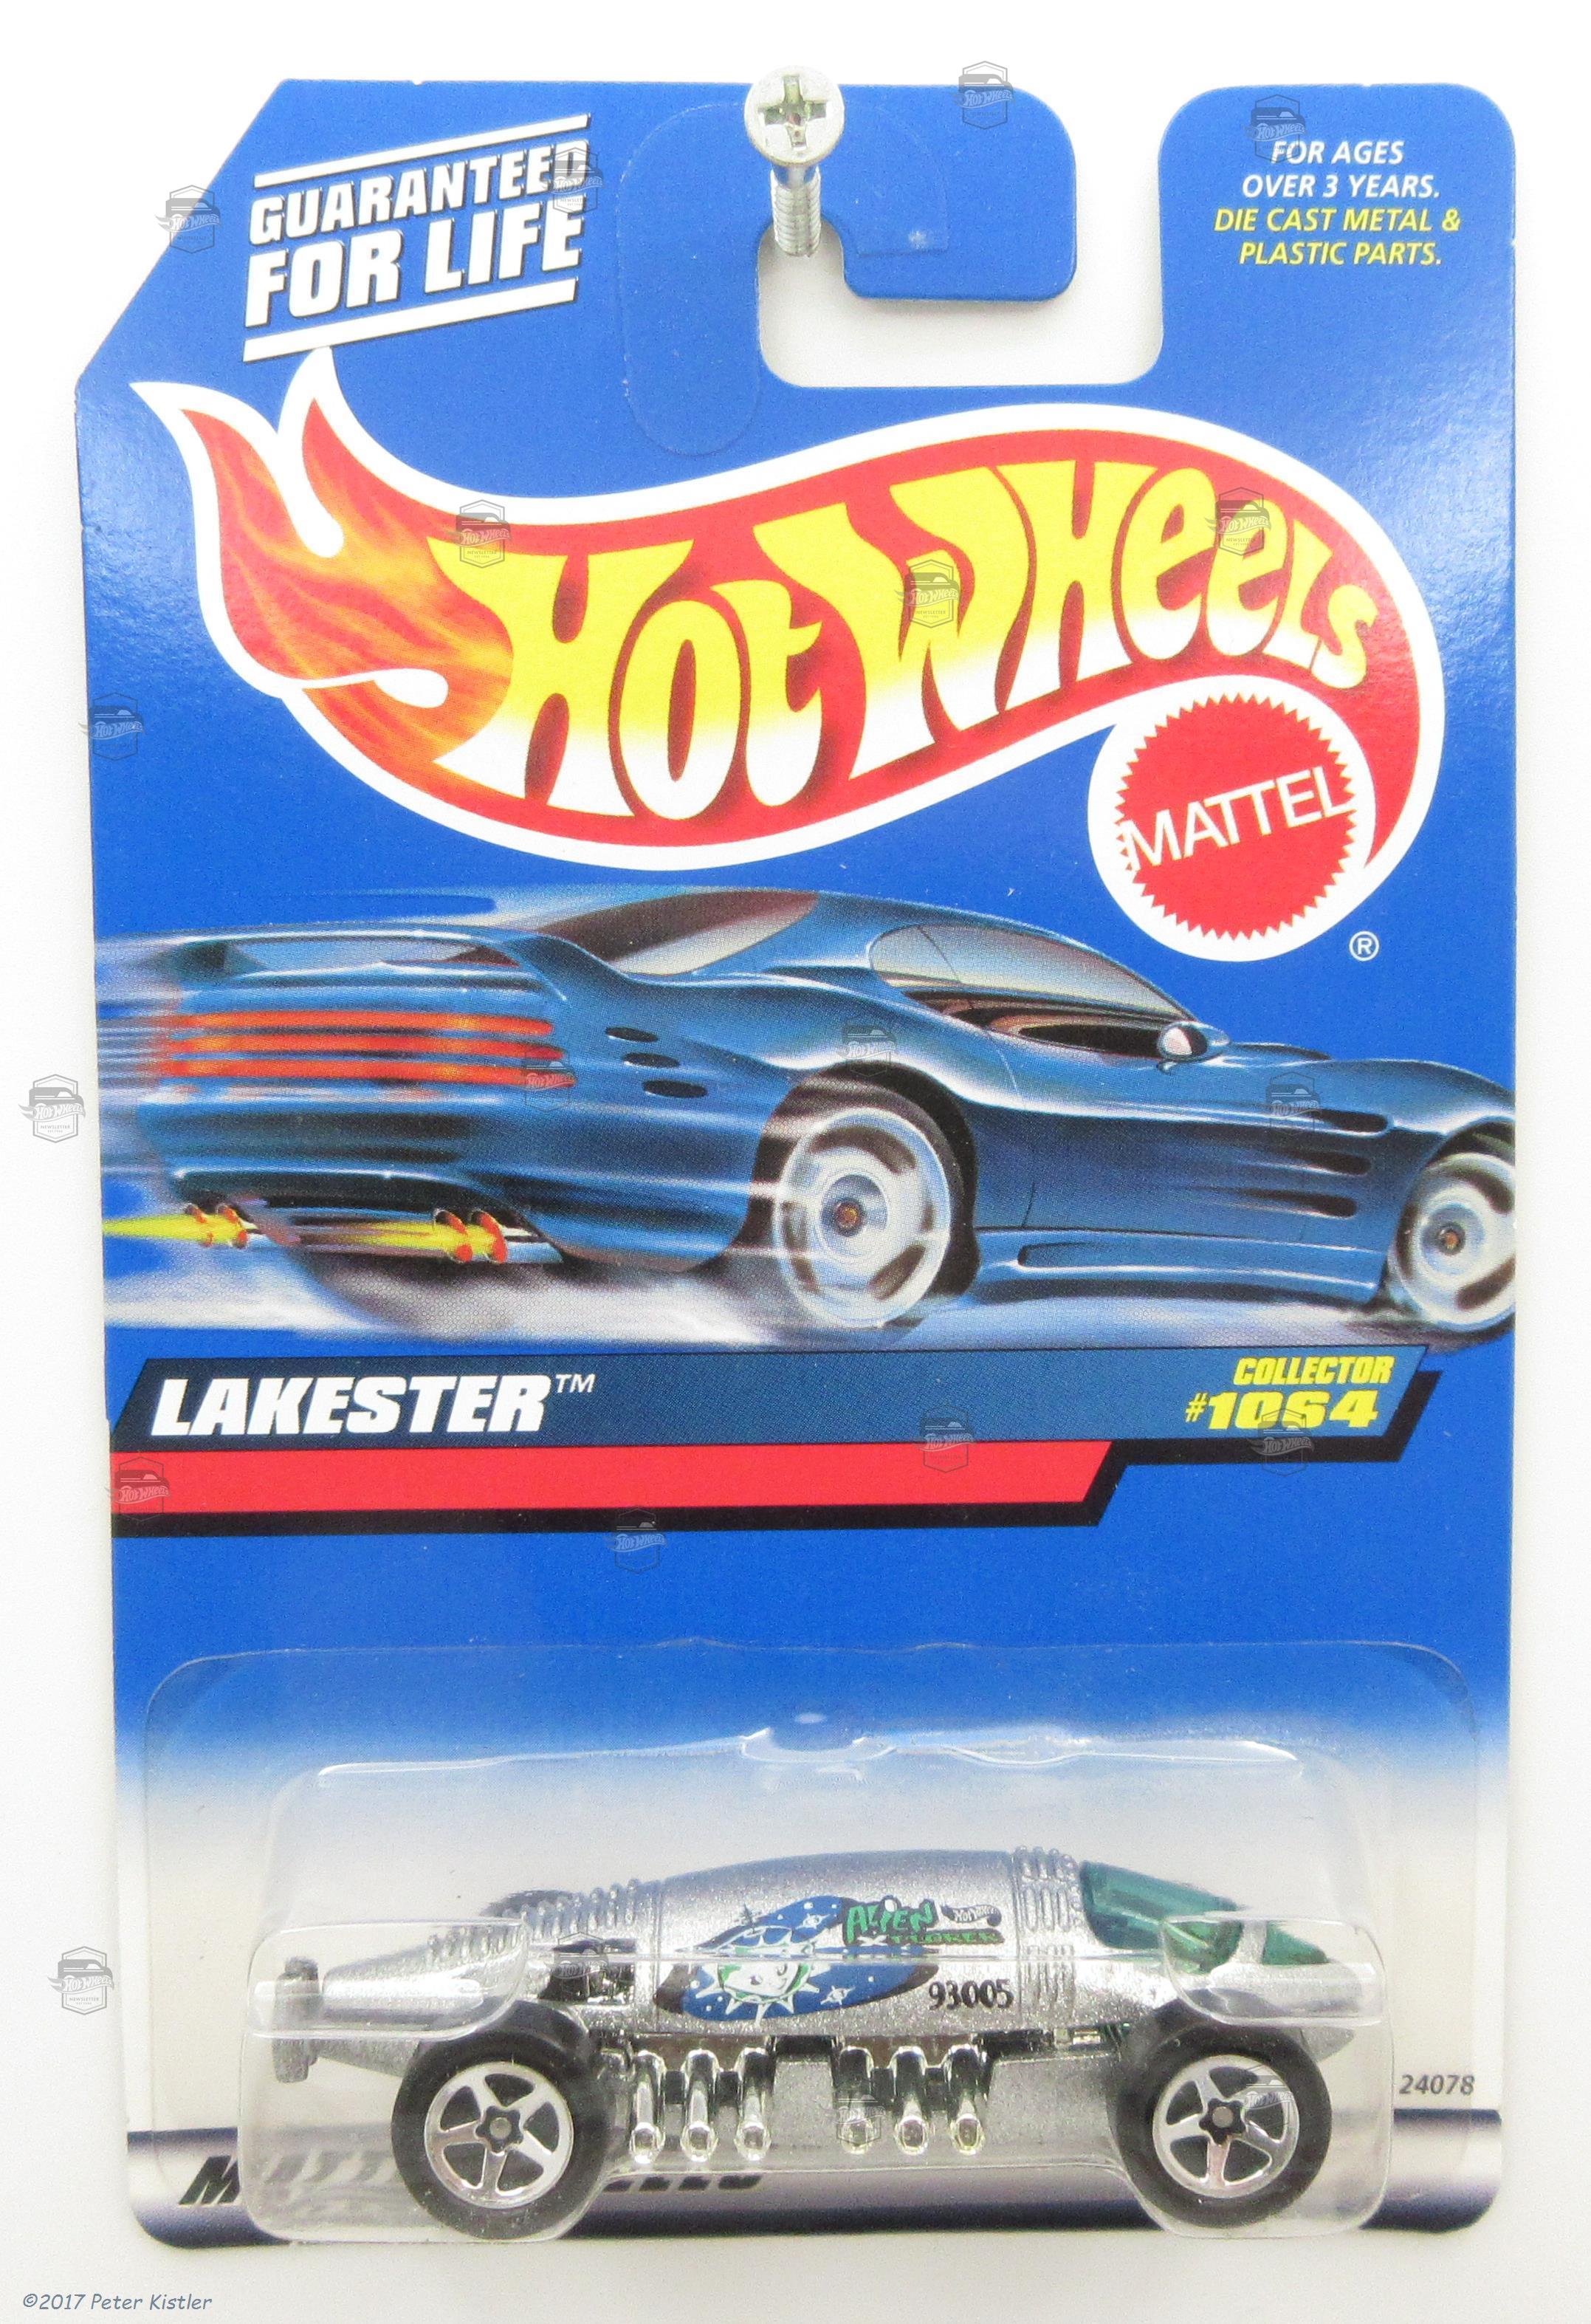 GUARANTEED
FOR LIFE
FOR AGES
OVER 3 YEARS.
DIE CAST METAL &
PLASTIC PARTS.
HOT WHEELS
MATTEL
®
LAKESTER™
COLLECTOR
#1064
ALIEN
HOT WHEELS
93005
24078
©2017 Peter Kistler